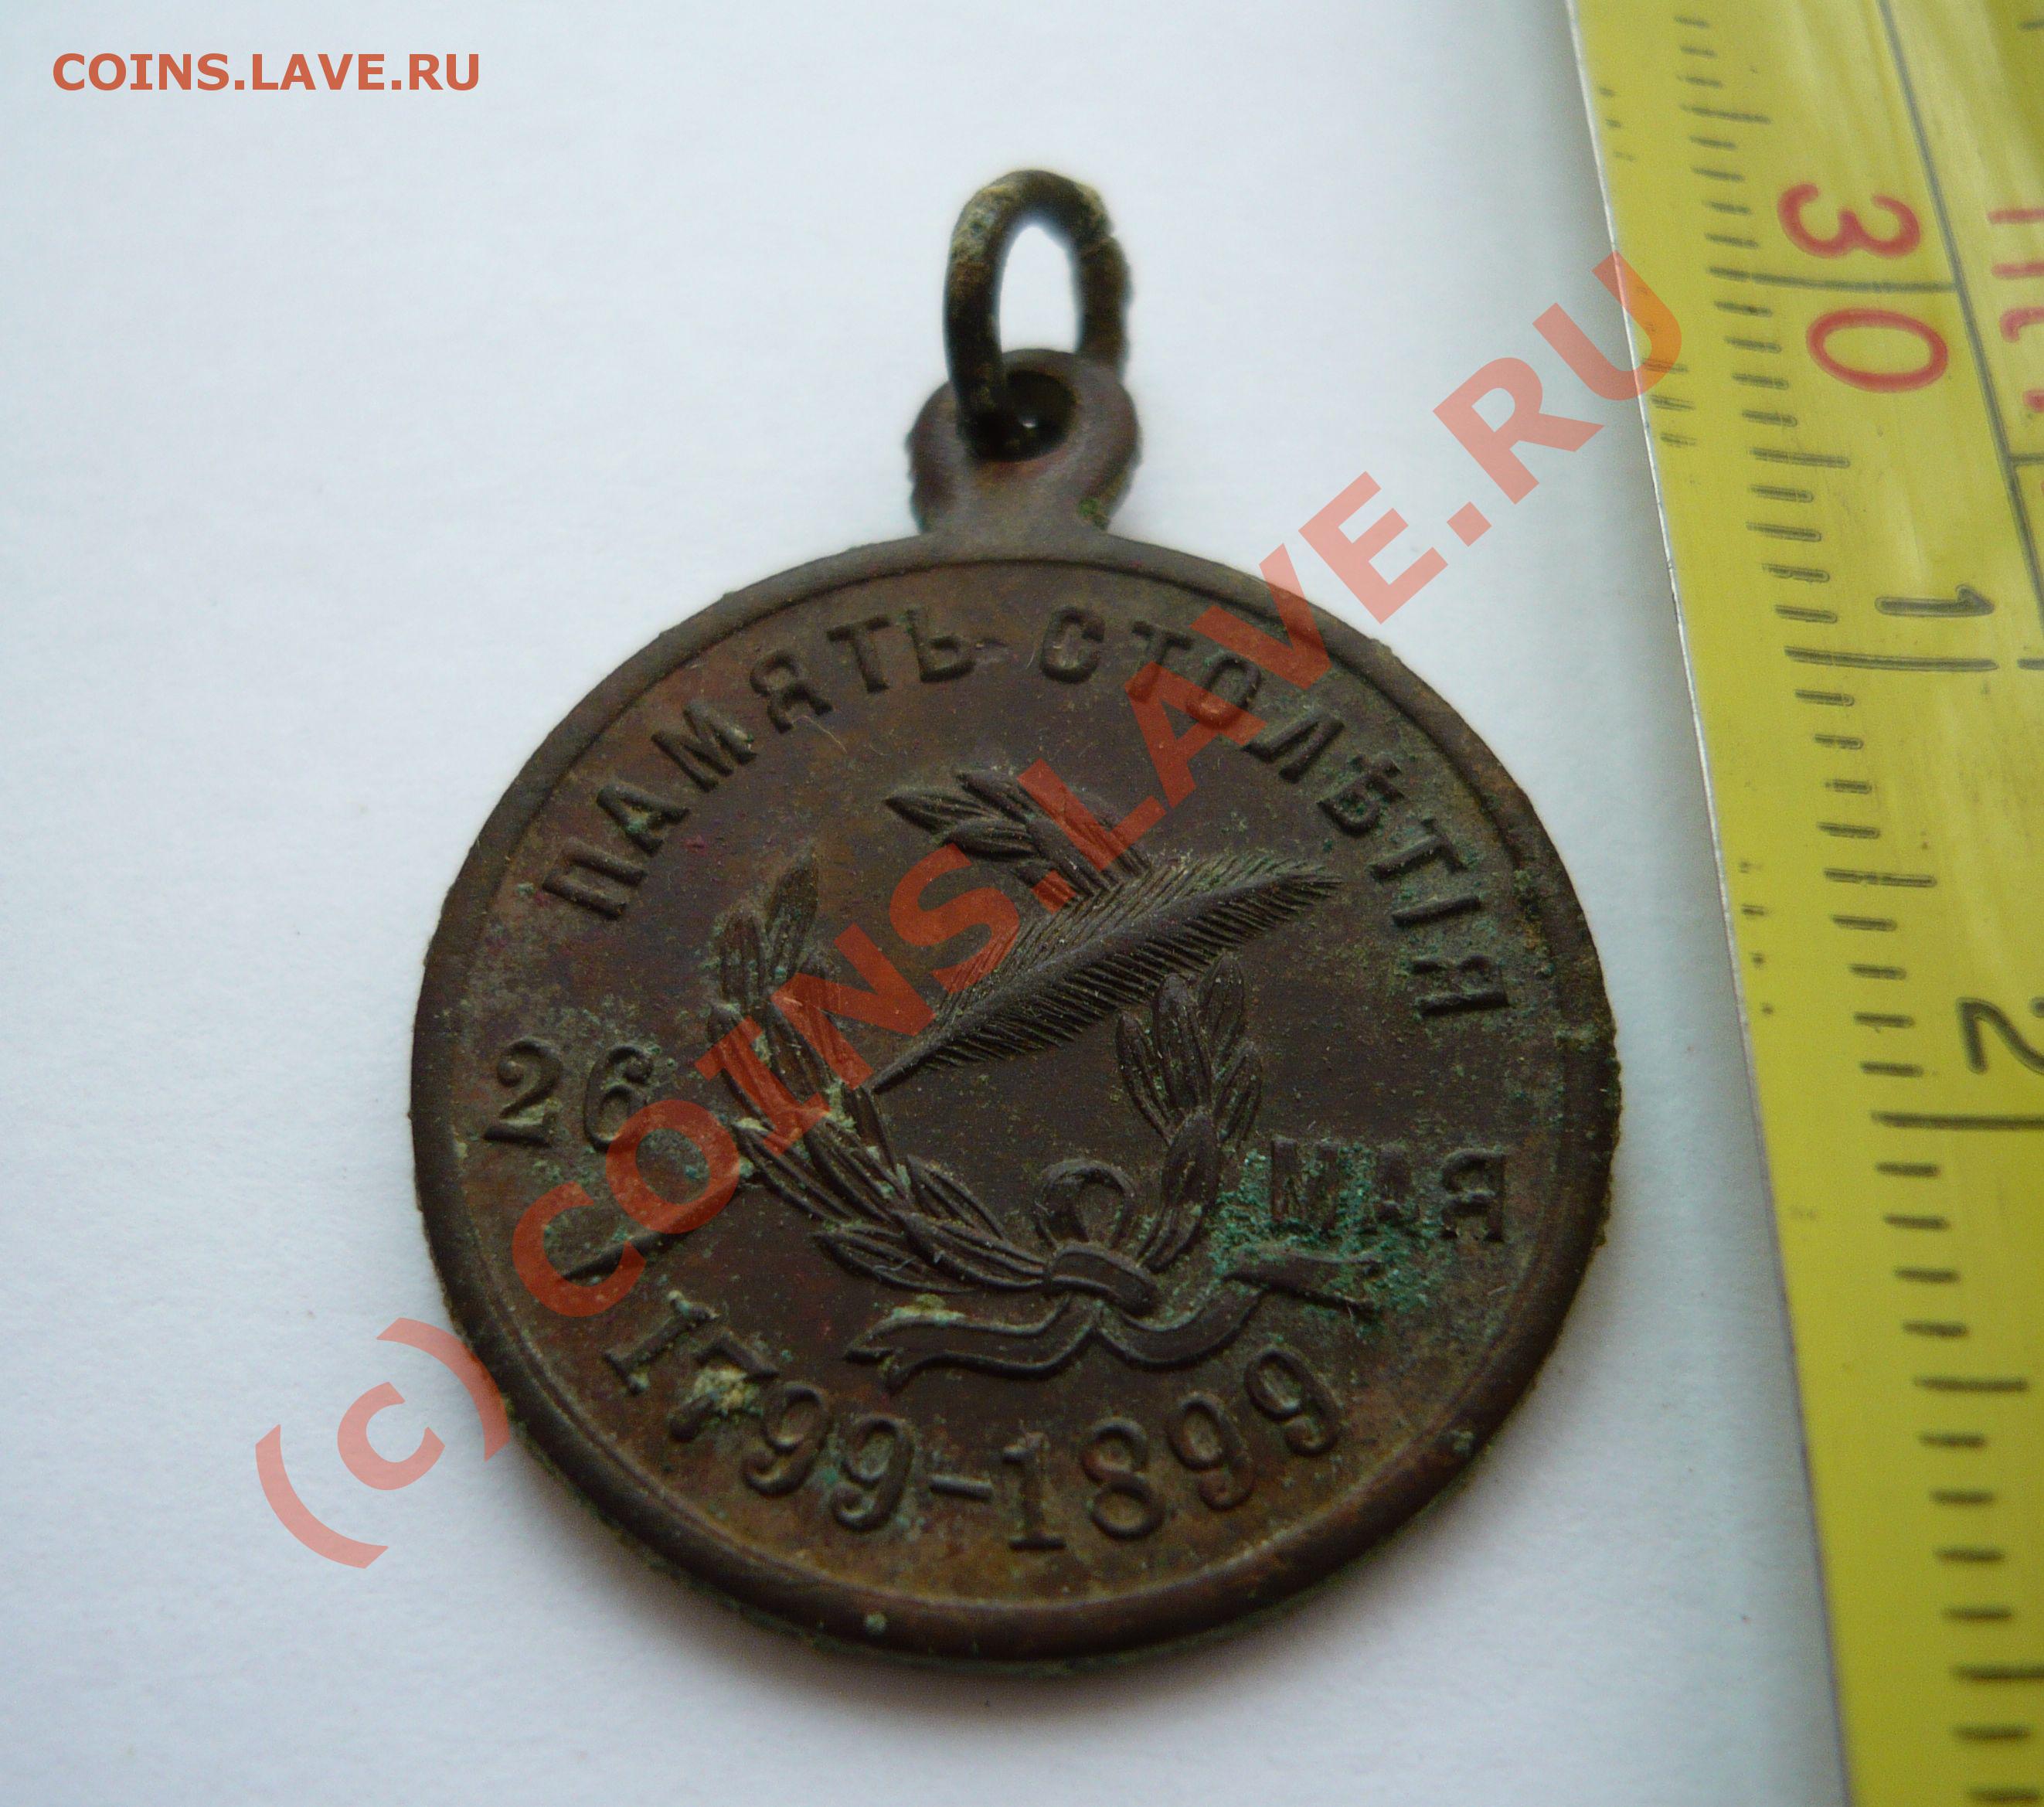 COINS.LAVE.RU
ПАМЯТЬ СТОЛѢТІЯ
26 МАЯ
1799-1899
(c) COINS.LAVE.RU
30
1
2